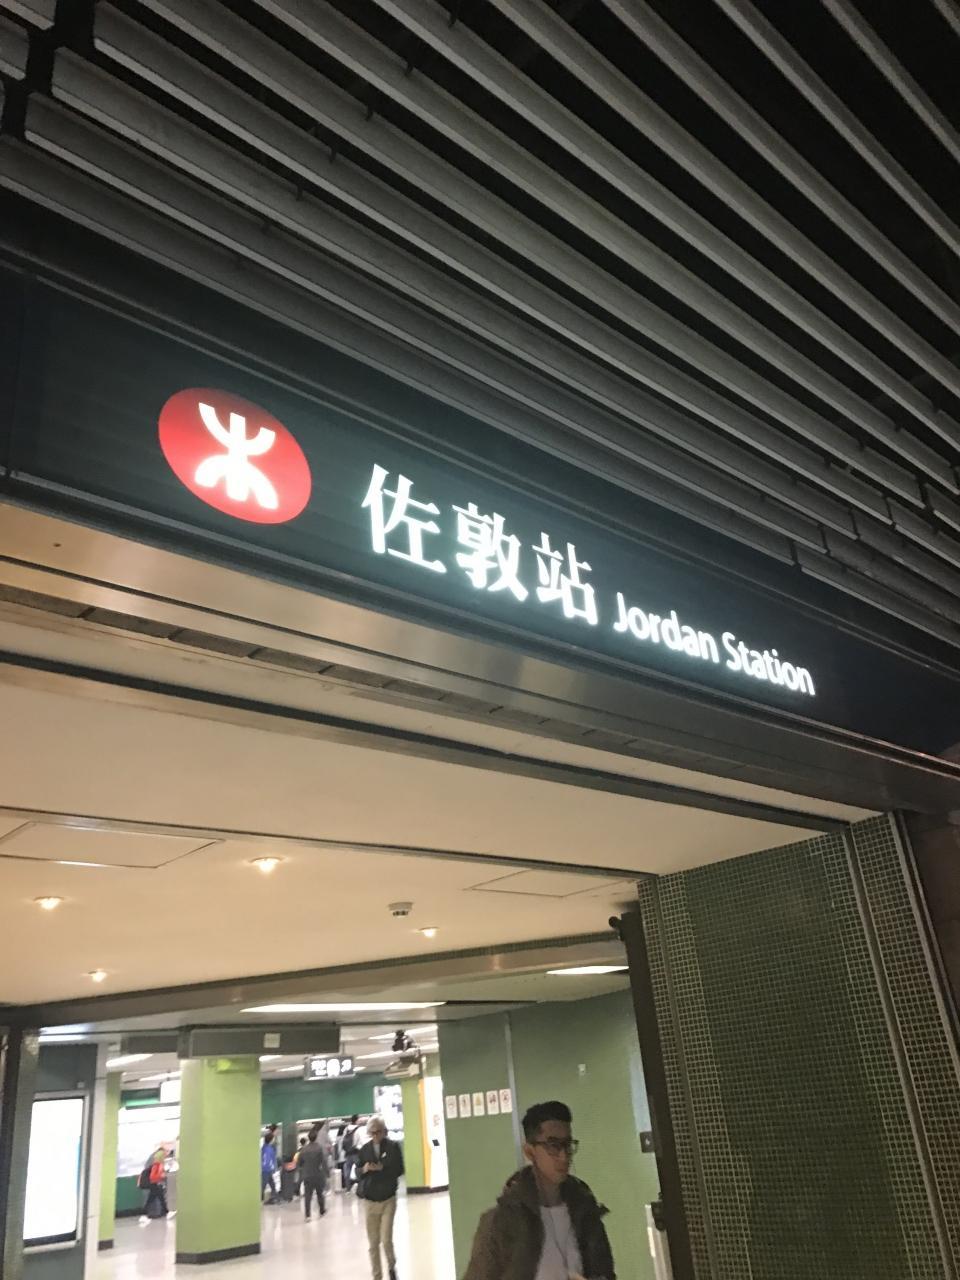 佐敦站 Jordan Station